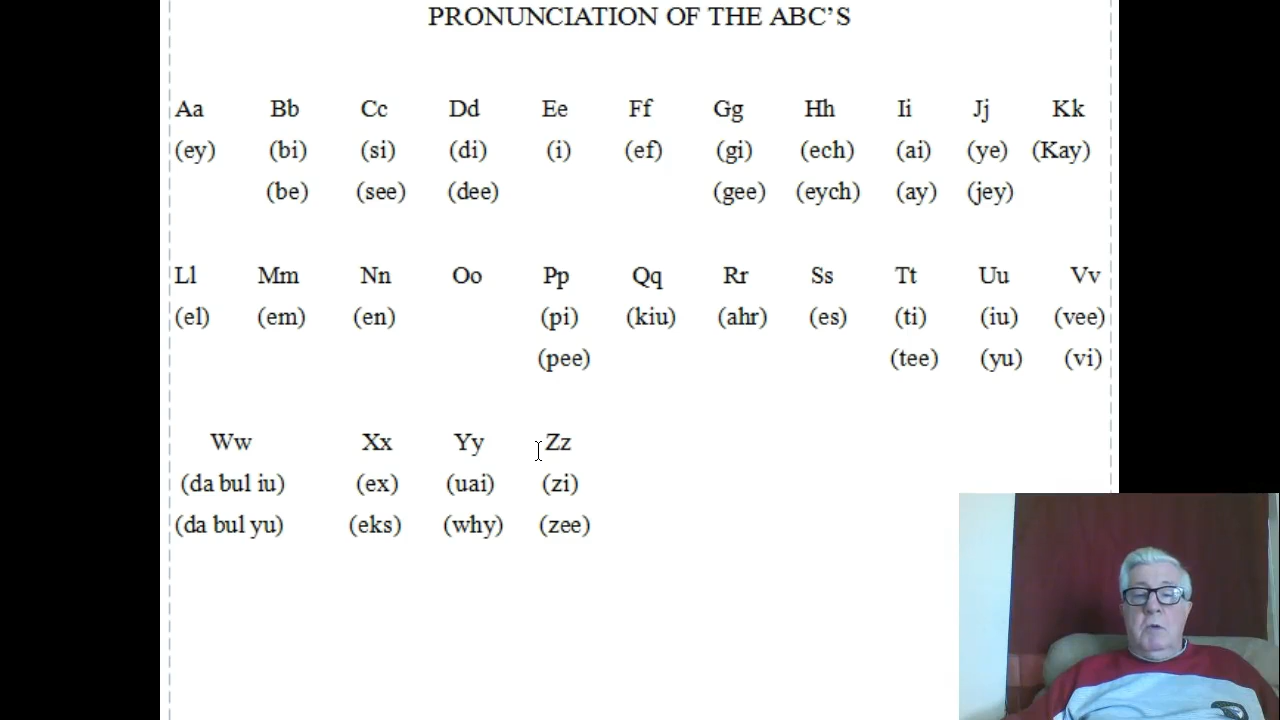 PRONUNCIATION OF THE ABC’S
Aa Bb Cc Dd Ee Ff Gg Hh Ii Jj Kk
(ey) (bi) (si) (di) (i) (ef) (gi) (ech) (ai) (ye) (Kay)
(be) (see) (dee) (gee) (eych) (ay) (jey)
Ll Mm Nn Oo Pp Qq Rr Ss Tt Uu Vv
(el) (em) (en) (pi) (kiu) (ahr) (es) (ti) (iu) (vee)
(pee) (tee) (yu) (vi)
Ww Xx Yy Zz
(da bul iu) (ex) (uai) (zi)
(da bul yu) (eks) (why) (zee)